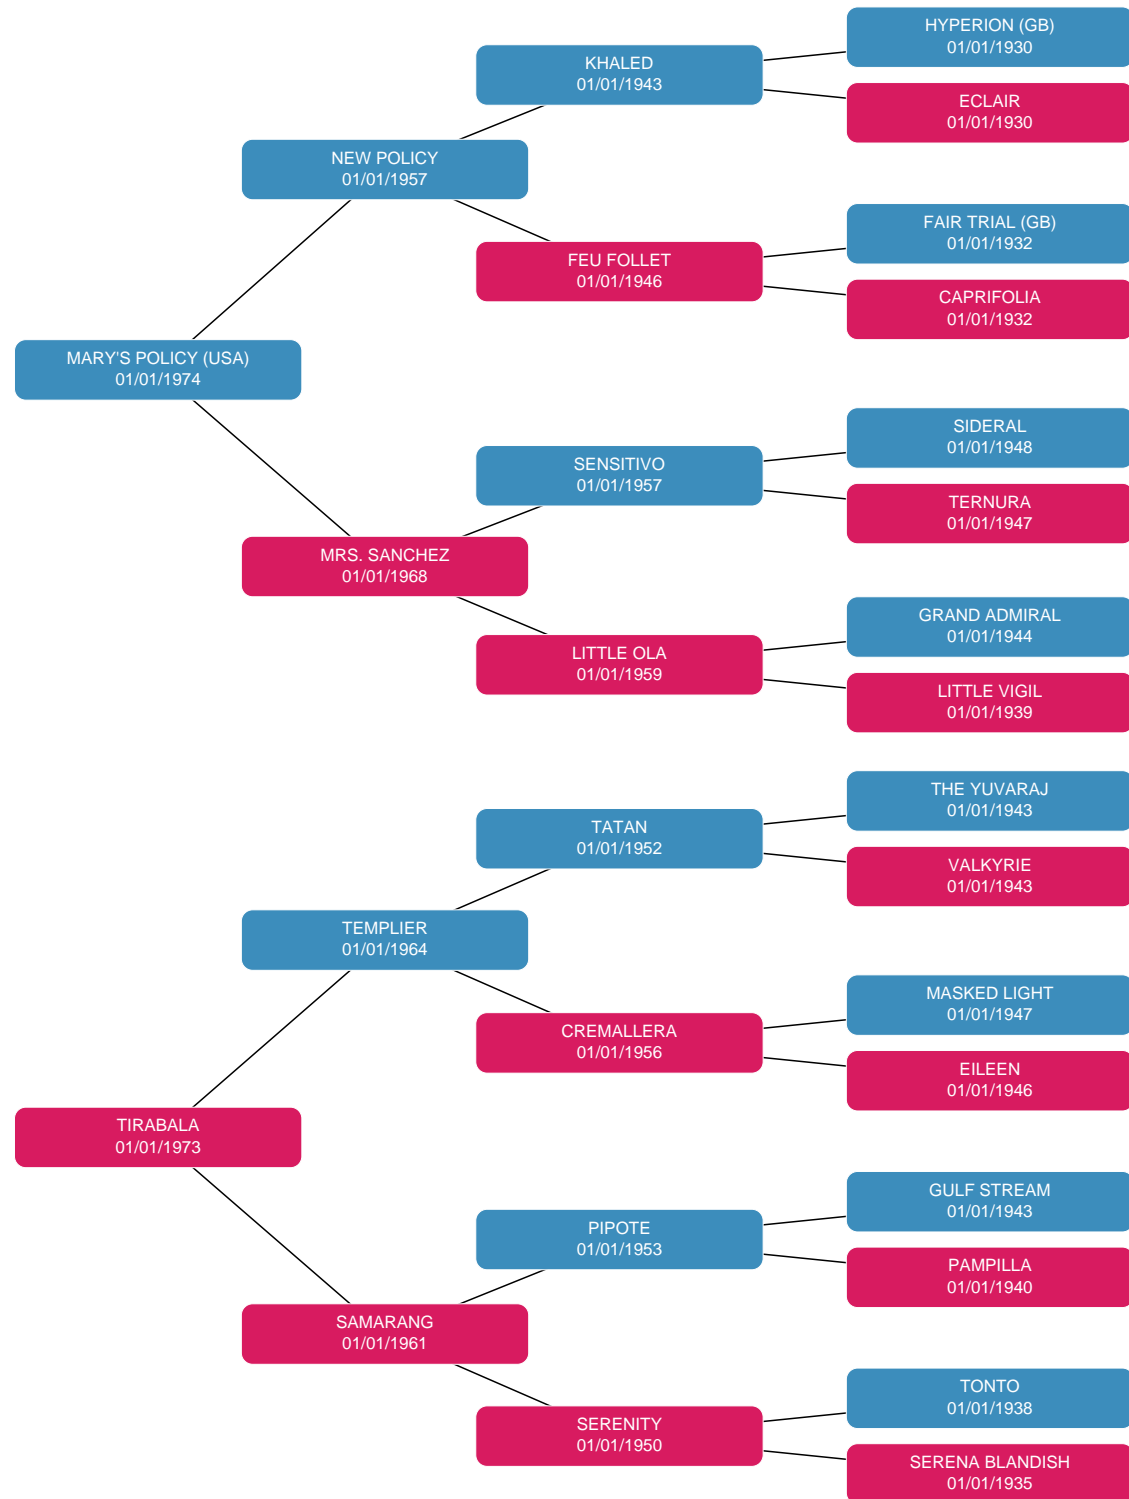 HYPERION (GB)
01/01/1930
KHALED
01/01/1943
ECLAIR
01/01/1930
NEW POLICY
01/01/1957
FAIR TRIAL (GB)
01/01/1932
FEU FOLLET
01/01/1946
CAPRIFOLIA
01/01/1932
MARY'S POLICY (USA)
01/01/1974
SIDERAL
01/01/1948
SENSITIVO
01/01/1957
TERNURA
01/01/1947
MRS. SANCHEZ
01/01/1968
GRAND ADMIRAL
01/01/1944
LITTLE OLA
01/01/1959
LITTLE VIGIL
01/01/1939
THE YUVARAJ
01/01/1943
TATAN
01/01/1952
VALKYRIE
01/01/1943
TEMPLIER
01/01/1964
MASKED LIGHT
01/01/1947
CREMALLERA
01/01/1956
EILEEN
01/01/1946
TIRABALA
01/01/1973
GULF STREAM
01/01/1943
PIPOTE
01/01/1953
PAMPILLA
01/01/1940
SAMARANG
01/01/1961
TONTO
01/01/1938
SERENITY
01/01/1950
SERENA BLANDISH
01/01/1935